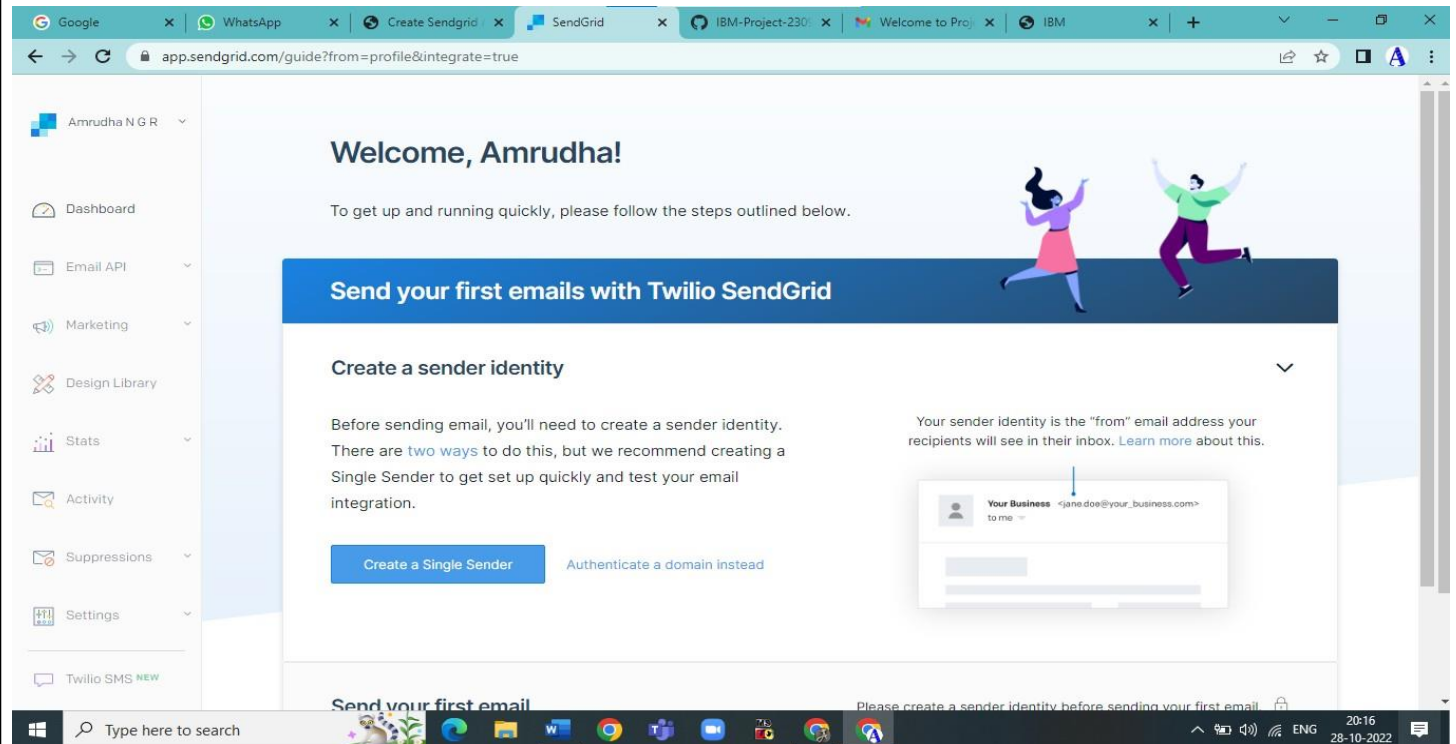 Google
WhatsApp
Create Sendgrid
SendGrid
IBM-Project-2309
Welcome to Proj
IBM
app.sendgrid.com/guide?from=profile&integrate=true
A
Amrudha N G R
Dashboard
Email API
Marketing
Design Library
Stats
Activity
Suppressions
Settings
Twilio SMS NEW
Welcome, Amrudha!
To get up and running quickly, please follow the steps outlined below.
Send your first emails with Twilio SendGrid
Create a sender identity
Before sending email, you'll need to create a sender identity.
There are two ways to do this, but we recommend creating a
Single Sender to get set up quickly and test your email
integration.
Create a Single Sender
Authenticate a domain instead
Your sender identity is the "from" email address your
recipients will see in their inbox. Learn more about this.
Your Business <jane.doe@your_business.com>
to me
Send your first email
Please create a sender identity before sending your first email.
Type here to search
ENG
20:16
28-10-2022